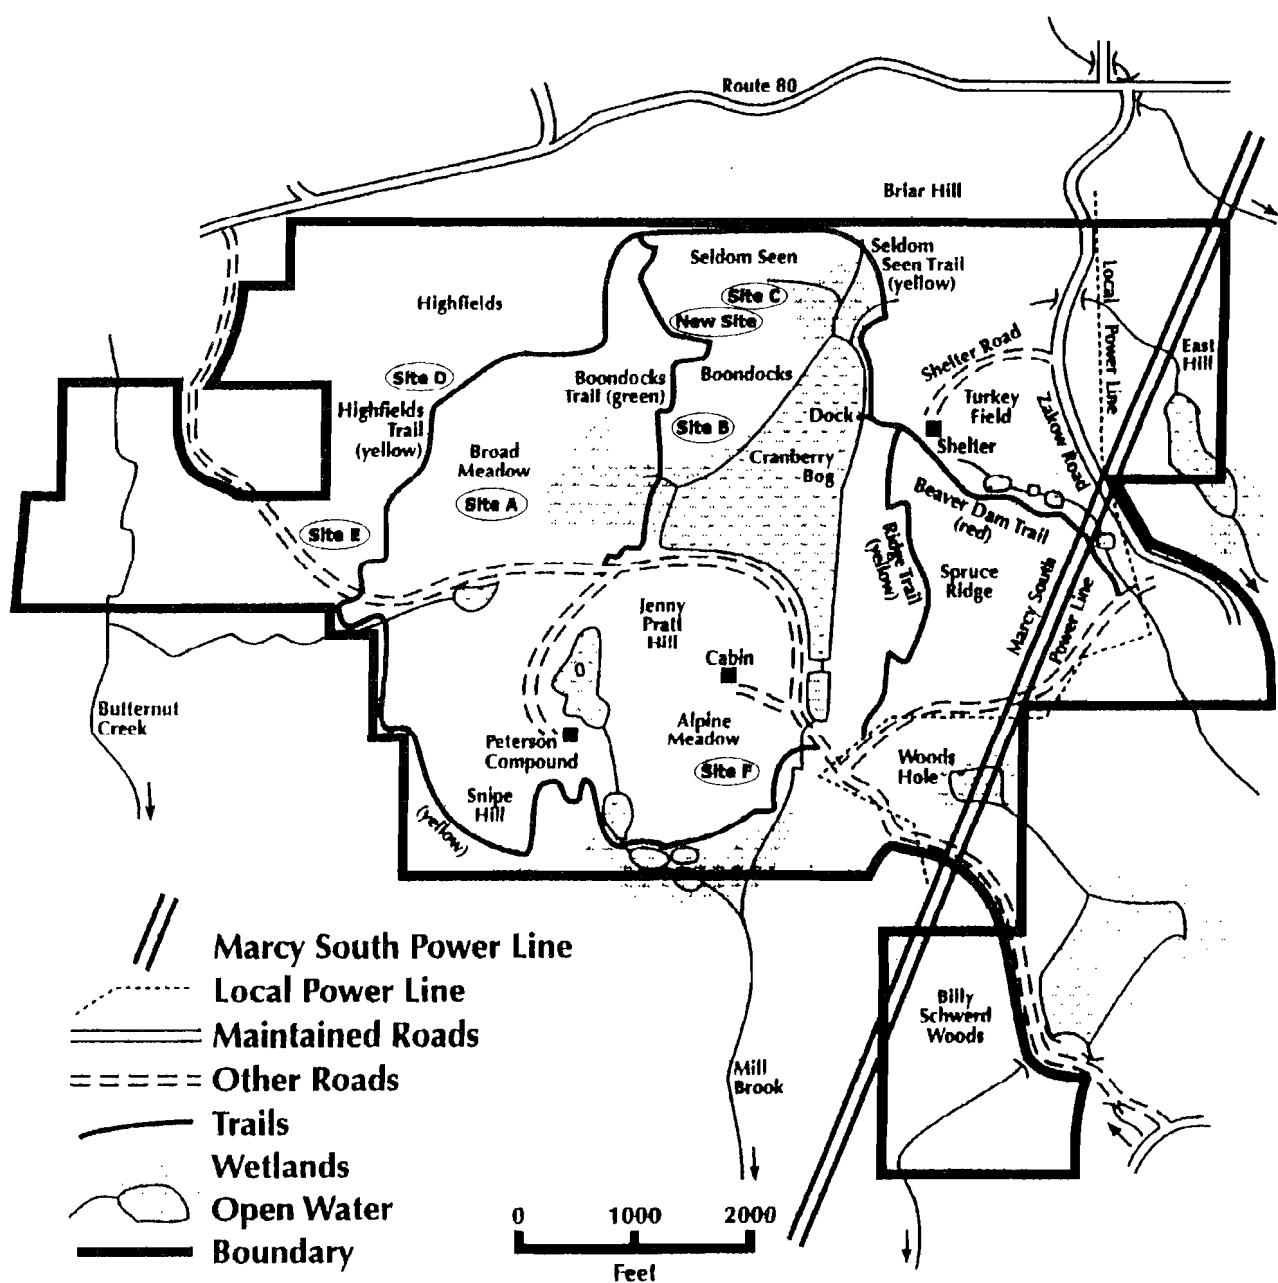 Route 80
Briar Hill
Seldom Seen
Seldom
Seen Trail
(yellow)
Local Power Line
Highfields
Site C
New Site
Shelter Road
East
Hill
Site D
Boondocks
Trail (green)
Boondocks
Turkey
Field
Zakow Road
Highfields
Trail
(yellow)
Dock
Site B
Shelter
Broad
Meadow
Cranberry
Bog
Site A
Beaver Dam Trail
(red)
Site E
Ridge Trail
(yellow)
Spruce
Ridge
Marcy South
Power Line
Jenny
Pratt
Hill
Cabin
Butternut
Creek
Peterson
Compound
Alpine
Meadow
Site F
Woods
Hole
Snipe
Hill
(yellow)
Marcy South Power Line
Local Power Line
Maintained Roads
Other Roads
Trails
Wetlands
Open Water
Boundary
Billy
Schwerd
Woods
Mill
Brook
0 1000 2000
Feet